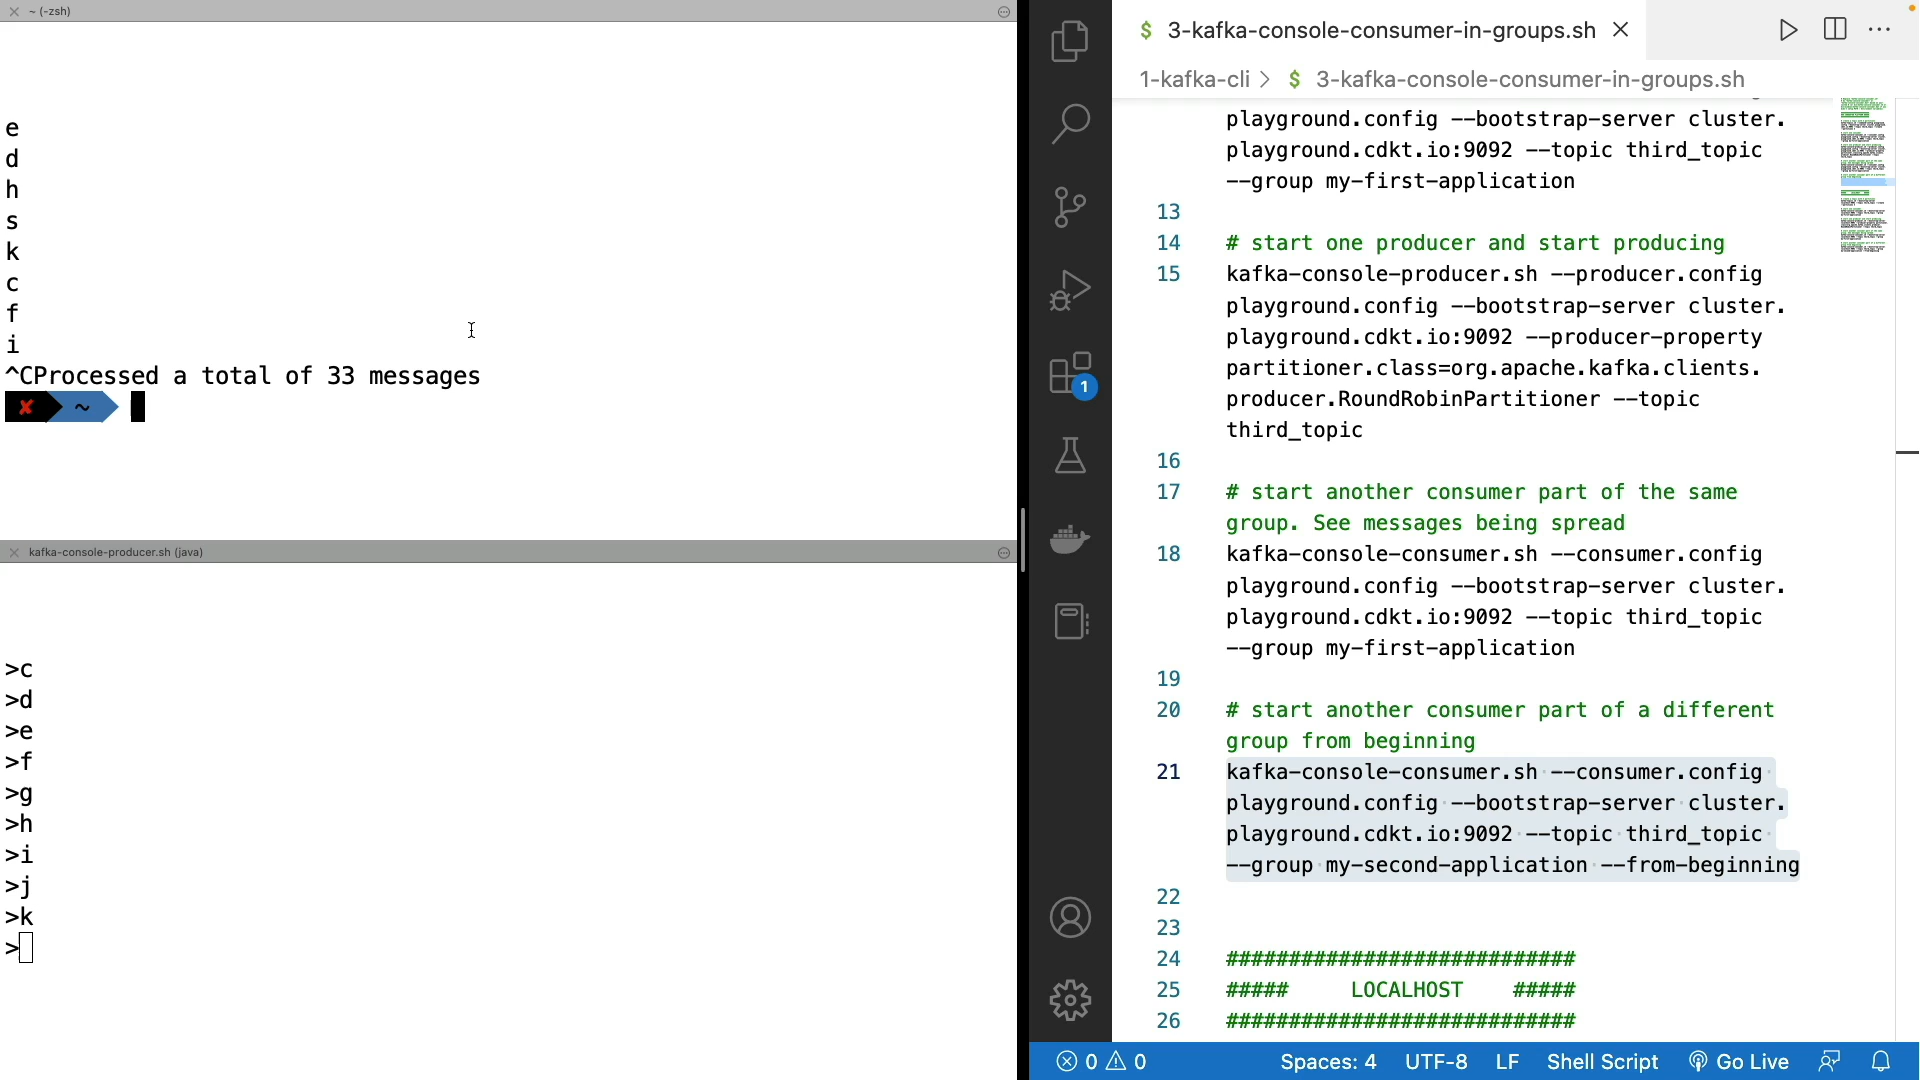 ~ (-zsh)
e
d
h
s
k
c
f
i
^CProcessed a total of 33 messages
✘ ~
kafka-console-producer.sh (java)
>c
>d
>e
>f
>g
>h
>i
>j
>k
>
1
$ 3-kafka-console-consumer-in-groups.sh
1-kafka-cli > $ 3-kafka-console-consumer-in-groups.sh
playground.config --bootstrap-server cluster.
playground.cdkt.io:9092 --topic third_topic
--group my-first-application
13
14 # start one producer and start producing
15 kafka-console-producer.sh --producer.config
playground.config --bootstrap-server cluster.
playground.cdkt.io:9092 --producer-property
partitioner.class=org.apache.kafka.clients.
producer.RoundRobinPartitioner --topic
third_topic
16
17 # start another consumer part of the same
group. See messages being spread
18 kafka-console-consumer.sh --consumer.config
playground.config --bootstrap-server cluster.
playground.cdkt.io:9092 --topic third_topic
--group my-first-application
19
20 # start another consumer part of a different
group from beginning
21 kafka-console-consumer.sh --consumer.config
playground.config --bootstrap-server cluster.
playground.cdkt.io:9092 --topic third_topic
--group my-second-application --from-beginning
22
23
24 ############################
25 ##### LOCALHOST #####
26 ############################
0 0 Spaces: 4 UTF-8 LF Shell Script Go Live